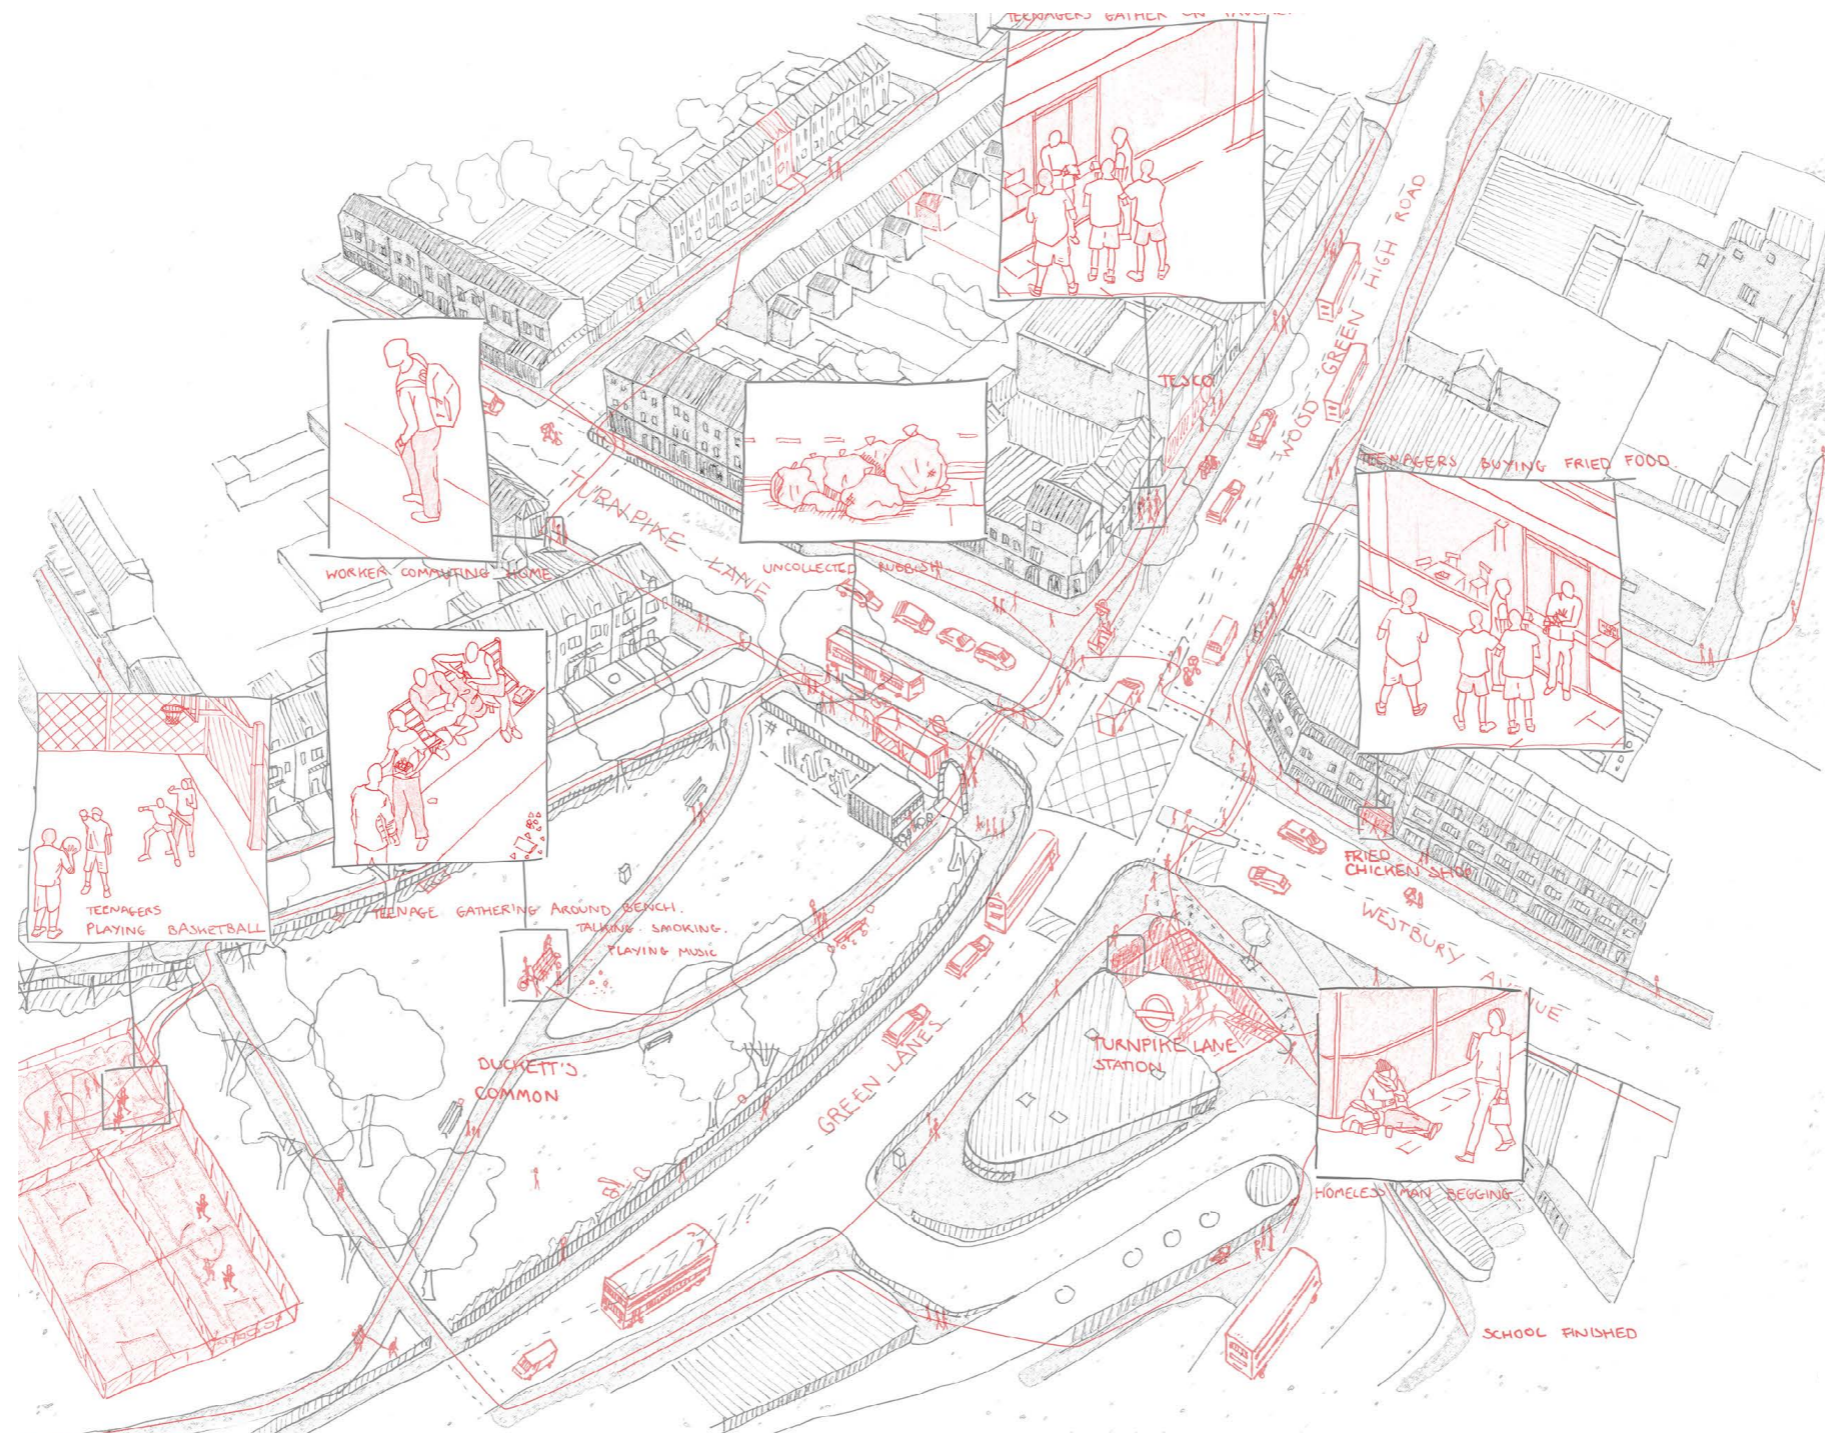 TEENAGERS GATHER ON
WOOD GREEN HIGH ROAD
TESCO
TEENAGERS BUYING FRIED FOOD.
TURNPIKE LANE
WORKER COMMUTING HOME
UNCOLLECTED RUBBISH
FRIED
CHICKEN SHOP
WESTBURY AVENUE
TEENAGERS
PLAYING BASKETBALL
TEENAGE GATHERING AROUND BENCH.
TALKING. SMOKING.
PLAYING MUSIC
DUCKETT'S
COMMON
GREEN LANES
TURNPIKE LANE
STATION
HOMELESS MAN BEGGING
SCHOOL FINISHED